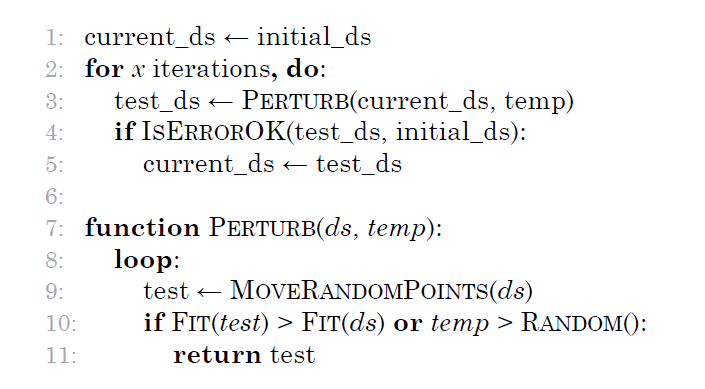 1: current_ds ← initial_ds
2: for x iterations, do:
3: test_ds ← PERTURB(current_ds, temp)
4: if ISERROROK(test_ds, initial_ds):
5: current_ds ← test_ds
6:
7: function PERTURB(ds, temp):
8: loop:
9: test ← MOVERANDOMPOINTS(ds)
10: if FIT(test) > FIT(ds) or temp > RANDOM():
11: return test